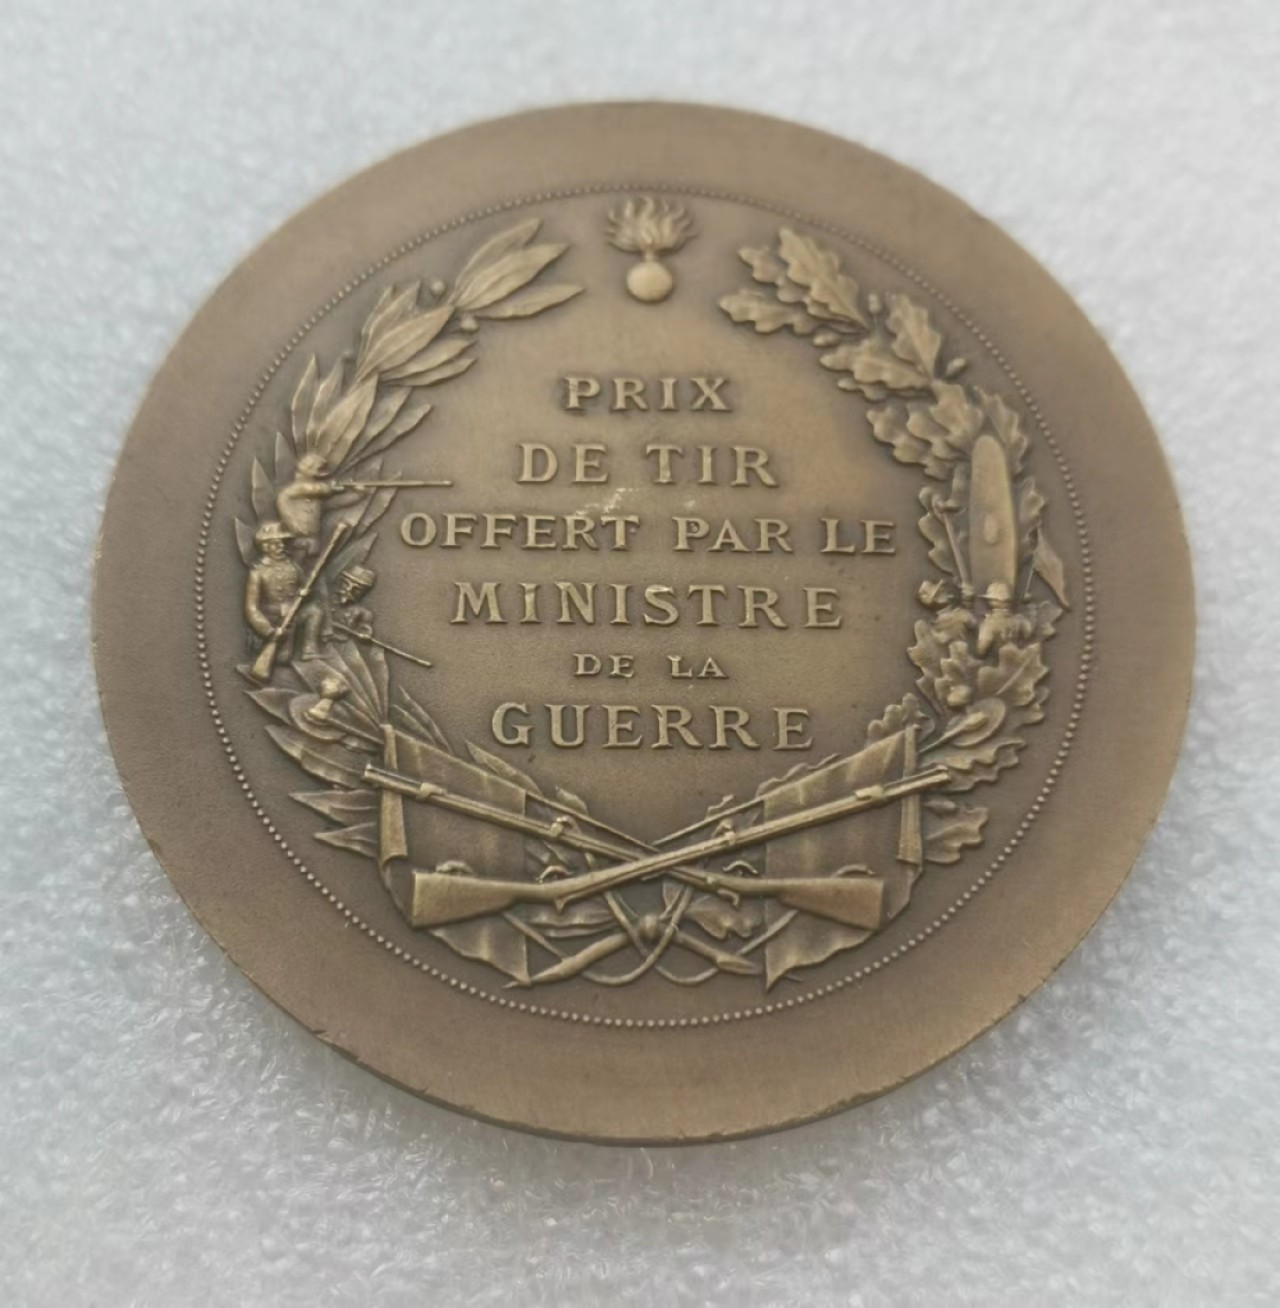 PRIX
DE TIR
OFFERT PAR LE
MINISTRE
DE LA
GUERRE